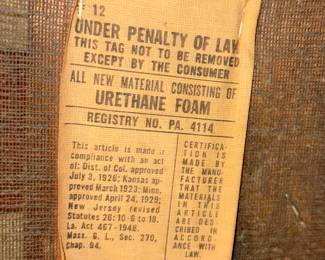 12
UNDER PENALTY OF LAW
THIS TAG NOT TO BE REMOVED
EXCEPT BY THE CONSUMER
ALL NEW MATERIAL CONSISTING OF
URETHANE FOAM
REGISTRY NO. PA. 4114
This article is made in
compliance with an act
of: Dist. of Col. approved
July 3, 1926; Kansas ap-
proved March 1923; Minn.
approved April 24, 1929;
New Jersey revised
Statutes 26: 10-6 to 18.
La. Act 467-1948.
Mass. G. L., Sec. 270,
Chap. 94.
CERTIFICA-
TION IS
MADE BY
THE MANU-
FACTURER
THAT THE
MATERIALS
IN THIS
ARTICLE
ARE DES-
CRIBED IN
ACCORD-
ANCE WITH
LAW.